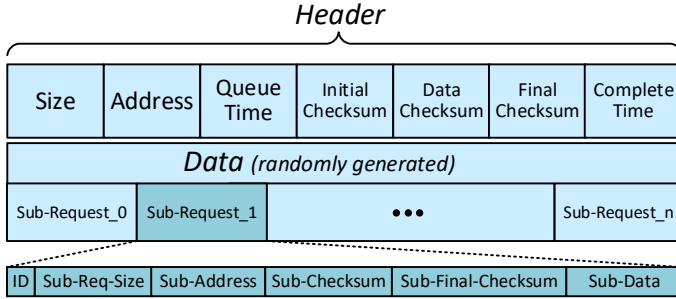 Header
Size Address Queue Time Initial Checksum Data Checksum Final Checksum Complete Time
Data (randomly generated)
Sub-Request_0 Sub-Request_1 ••• Sub-Request_n
ID Sub-Req-Size Sub-Address Sub-Checksum Sub-Final-Checksum Sub-Data